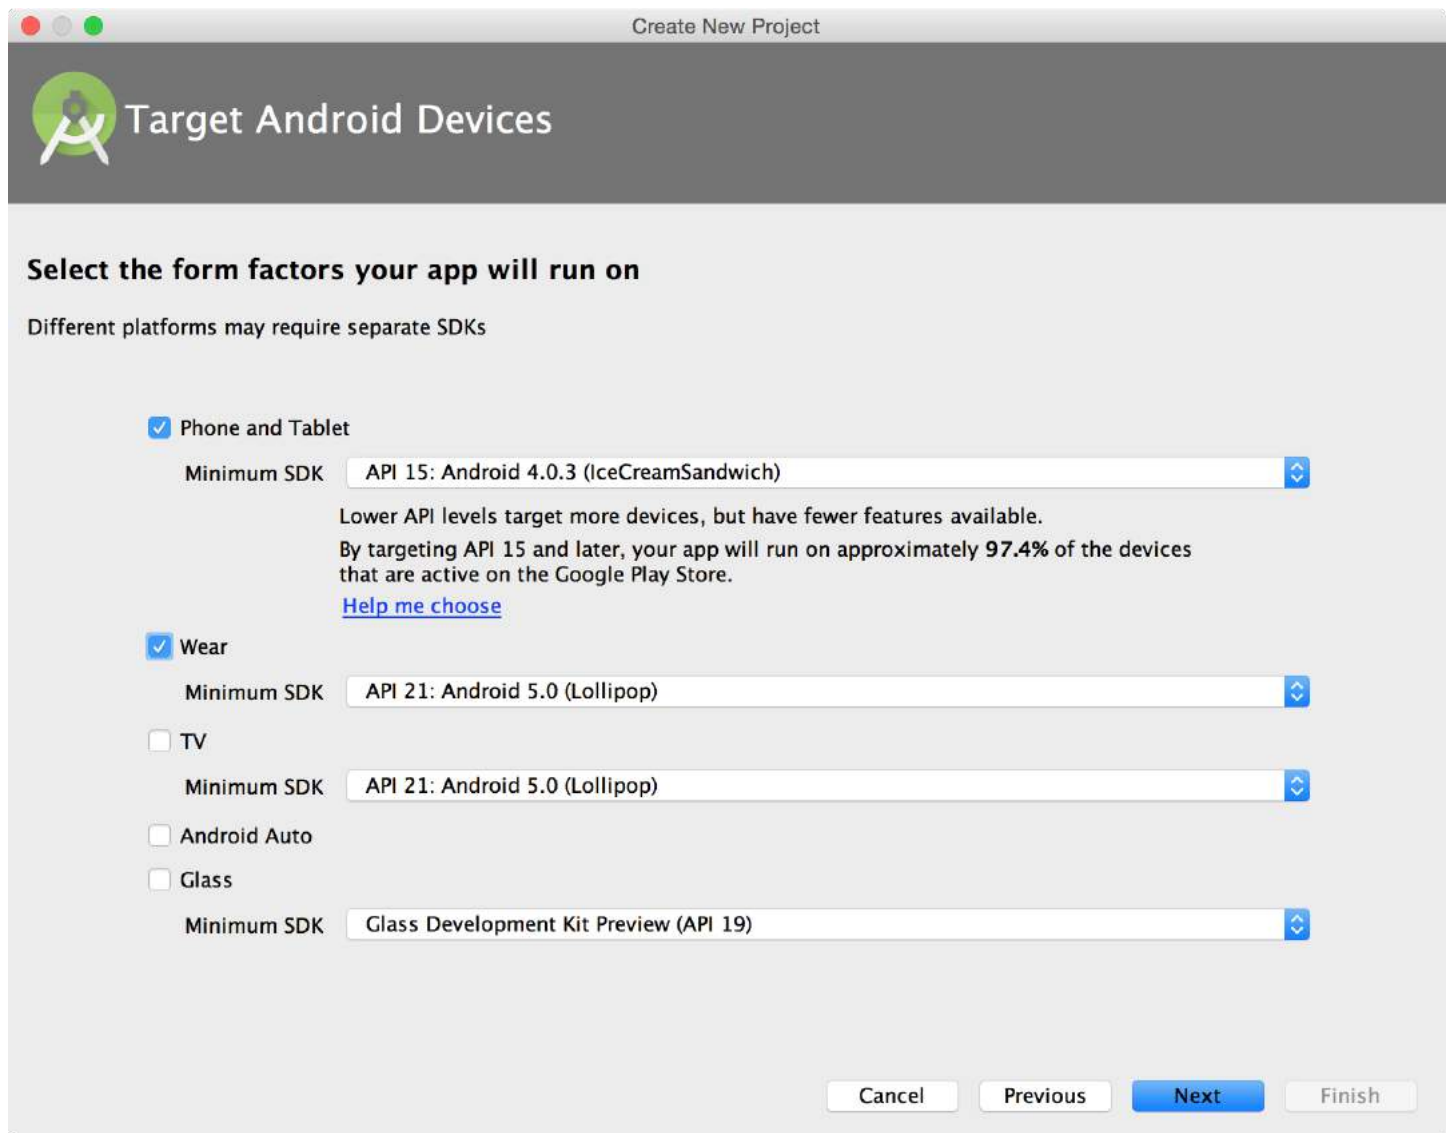 Create New Project
Target Android Devices
Select the form factors your app will run on
Different platforms may require separate SDKs
Phone and Tablet
Minimum SDK API 15: Android 4.0.3 (IceCreamSandwich)
Lower API levels target more devices, but have fewer features available.
By targeting API 15 and later, your app will run on approximately 97.4% of the devices
that are active on the Google Play Store.
Help me choose
Wear
Minimum SDK API 21: Android 5.0 (Lollipop)
TV
Minimum SDK API 21: Android 5.0 (Lollipop)
Android Auto
Glass
Minimum SDK Glass Development Kit Preview (API 19)
Cancel Previous Next Finish